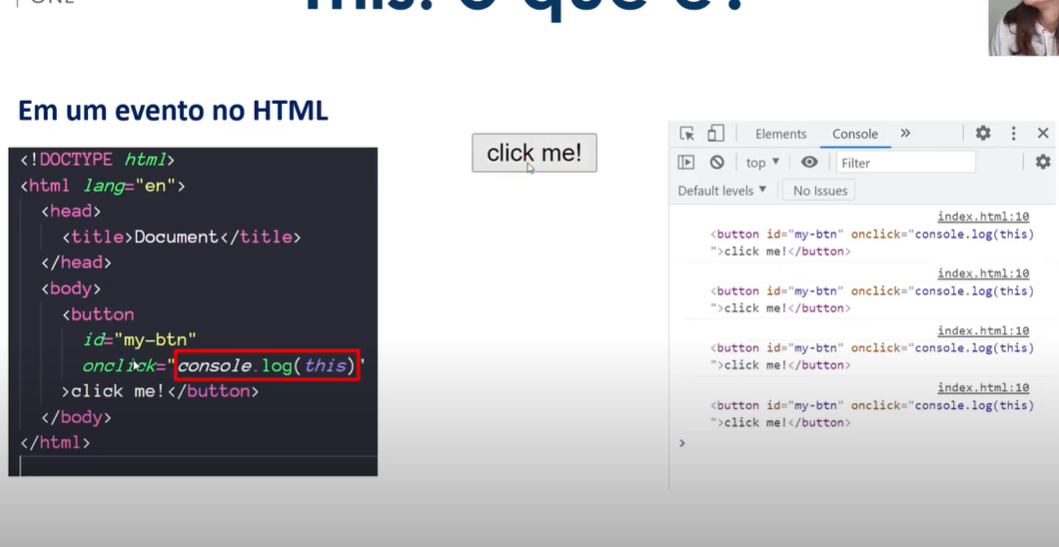 ONE
this: o que é?
Em um evento no HTML
<!DOCTYPE html>
<html lang="en">
<head>
<title>Document</title>
</head>
<body>
<button
id="my-btn"
onclick="console.log(this)"
>click me!</button>
</body>
</html>
click me!
Elements Console »
top ▼ Filter
Default levels ▼ No Issues
index.html:10
<button id="my-btn" onclick="console.log(this)
">click me!</button>
index.html:10
<button id="my-btn" onclick="console.log(this)
">click me!</button>
index.html:10
<button id="my-btn" onclick="console.log(this)
">click me!</button>
index.html:10
<button id="my-btn" onclick="console.log(this)
">click me!</button>
>